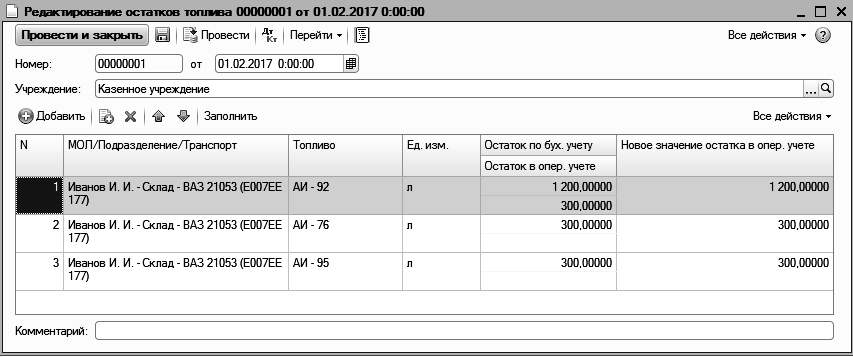 Редактирование остатков топлива 00000001 от 01.02.2017 0:00:00
Провести и закрыть Провести Дт Кт Перейти Все действия ?
Номер: 00000001 от 01.02.2017 0:00:00
Учреждение: Казенное учреждение ...
Добавить Заполнить Все действия
N МОЛ/Подразделение/Транспорт Топливо Ед. изм. Остаток по бух. учету Новое значение остатка в опер. учете
Остаток в опер. учете
1 Иванов И. И. - Склад - ВАЗ 21053 (Е007ЕЕ АИ - 92 л 1 200,00000 1 200,00000
177) 300,00000
2 Иванов И. И. - Склад - ВАЗ 21053 (Е007ЕЕ АИ - 76 л 300,00000 300,00000
177)
3 Иванов И. И. - Склад - ВАЗ 21053 (Е007ЕЕ АИ - 95 л 300,00000 300,00000
177)
Комментарий: